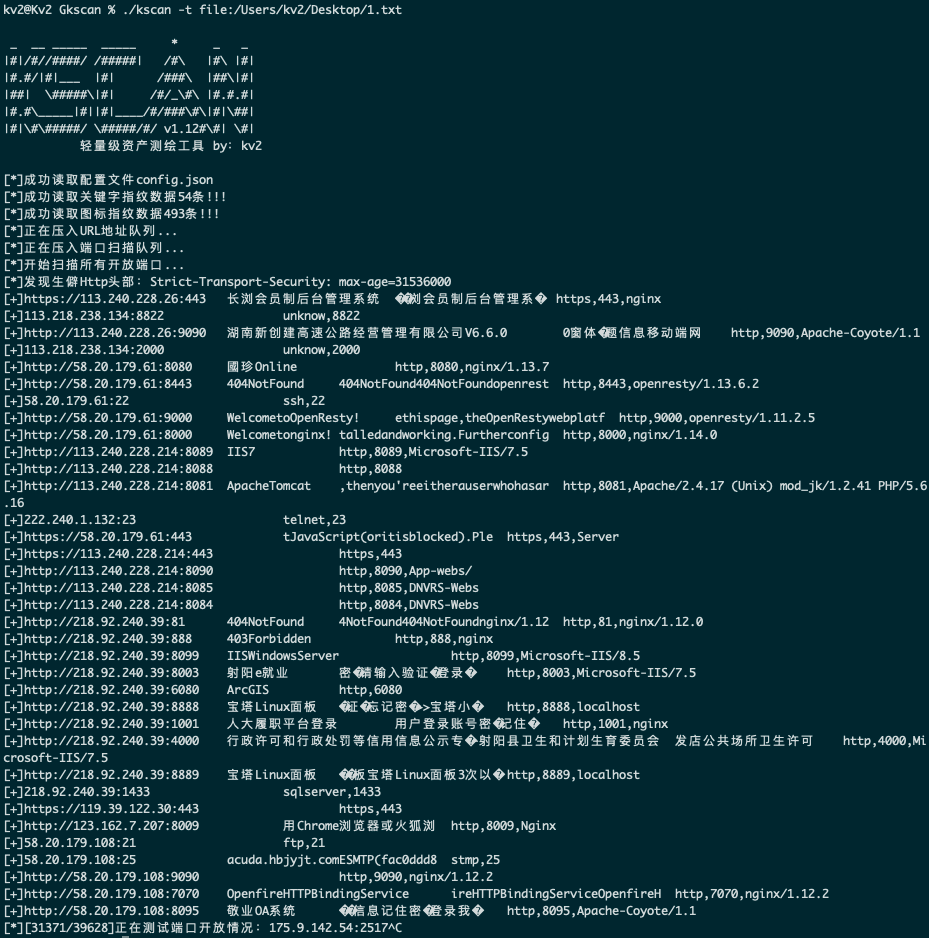 kv2@Kv2 Gkscan % ./kscan -t file:/Users/kv2/Desktop/1.txt
轻量级资产测绘工具 by: kv2
v1.12
[*]成功读取配置文件config.json
[*]成功读取关键字指纹数据54条!!!
[*]成功读取图标指纹数据493条!!!
[*]正在压入URL地址队列...
[*]正在压入端口扫描队列...
[*]开始扫描所有开放端口...
[*]发现生僻Http头部: Strict-Transport-Security: max-age=31536000
[+]https://113.240.228.26:443 长浏会员制后台管理系统 ��浏会员制后台管理系� https,443,nginx
[+]113.218.238.134:8822 unknow,8822
[+]http://113.240.228.26:9090 湖南新创建高速公路经营管理有限公司V6.6.0 0窗体�题信息移动端网 http,9090,Apache-Coyote/1.1
[+]113.218.238.134:2000 unknow,2000
[+]http://58.20.179.61:8080 國珍Online http,8080,nginx/1.13.7
[+]http://58.20.179.61:8443 404NotFound 404NotFound404NotFoundopenrest http,8443,openresty/1.13.6.2
[+]58.20.179.61:22 ssh,22
[+]http://58.20.179.61:9000 WelcometoOpenResty! ethispage,theOpenRestywebplatf http,9000,openresty/1.11.2.5
[+]http://58.20.179.61:8000 Welcometonginx! talledandworking.Furtherconfig http,8000,nginx/1.14.0
[+]http://113.240.228.214:8089 IIS7 http,8089,Microsoft-IIS/7.5
[+]http://113.240.228.214:8088 http,8088
[+]http://113.240.228.214:8081 ApacheTomcat ,thenyou'reeitherauserwhohasar http,8081,Apache/2.4.17 (Unix) mod_jk/1.2.41 PHP/5.6
.16
[+]222.240.1.132:23 telnet,23
[+]https://58.20.179.61:443 tJavaScript(oritisblocked).Ple https,443,Server
[+]https://113.240.228.214:443 https,443
[+]http://113.240.228.214:8090 http,8090,App-webs/
[+]http://113.240.228.214:8085 http,8085,DNVRS-Webs
[+]http://113.240.228.214:8084 http,8084,DNVRS-Webs
[+]http://218.92.240.39:81 404NotFound 4NotFound404NotFoundnginx/1.12 http,81,nginx/1.12.0
[+]http://218.92.240.39:888 403Forbidden http,888,nginx
[+]http://218.92.240.39:8099 IISWindowsServer http,8099,Microsoft-IIS/8.5
[+]http://218.92.240.39:8003 射阳e就业 密�请输入验证�登录� http,8003,Microsoft-IIS/7.5
[+]http://218.92.240.39:6080 ArcGIS http,6080
[+]http://218.92.240.39:8888 宝塔Linux面板 �证�忘记密�>宝塔小� http,8888,localhost
[+]http://218.92.240.39:1001 人大履职平台登录 用户登录账号密�记住� http,1001,nginx
[+]http://218.92.240.39:4000 行政许可和行政处罚等信用信息公示专�射阳县卫生和计划生育委员会 发店公共场所卫生许可 http,4000,Mi
crosoft-IIS/7.5
[+]http://218.92.240.39:8889 宝塔Linux面板 ��板宝塔Linux面板3次以� http,8889,localhost
[+]218.92.240.39:1433 sqlserver,1433
[+]https://119.39.122.30:443 https,443
[+]http://123.162.7.207:8009 用Chrome浏览器或火狐浏 http,8009,Nginx
[+]58.20.179.108:21 ftp,21
[+]58.20.179.108:25 acuda.hbjyjt.comESMTP(fac0ddd8 stmp,25
[+]http://58.20.179.108:9090 http,9090,nginx/1.12.2
[+]http://58.20.179.108:7070 OpenfireHTTPBindingService ireHTTPBindingServiceOpenfireH http,7070,nginx/1.12.2
[+]http://58.20.179.108:8095 敬业OA系统 ��信息记住密�登录我� http,8095,Apache-Coyote/1.1
[*][31371/39628]正在测试端口开放情况: 175.9.142.54:2517^C